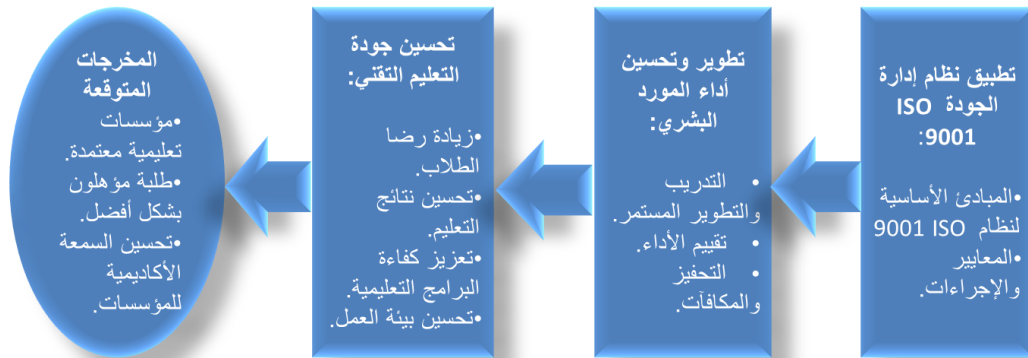 تطبيق نظام إدارة
الجودة ISO
9001:
•المبادئ الأساسية
لنظام ISO 9001
•المعايير
والإجراءات.
تطوير وتحسين
أداء المورد
البشري:
• التدريب
والتطوير المستمر.
• تقييم الأداء.
• التحفيز
والمكافآت.
تحسين جودة
التعليم التقني:
•زيادة رضا
الطلاب.
•تحسين نتائج
التعليم.
•تعزيز كفاءة
البرامج التعليمية.
•تحسين بيئة العمل.
المخرجات
المتوقعة
•مؤسسات
تعليمية معتمدة.
•طلبة مؤهلون
بشكل أفضل.
•تحسين السمعة
الأكاديمية
للمؤسسات.